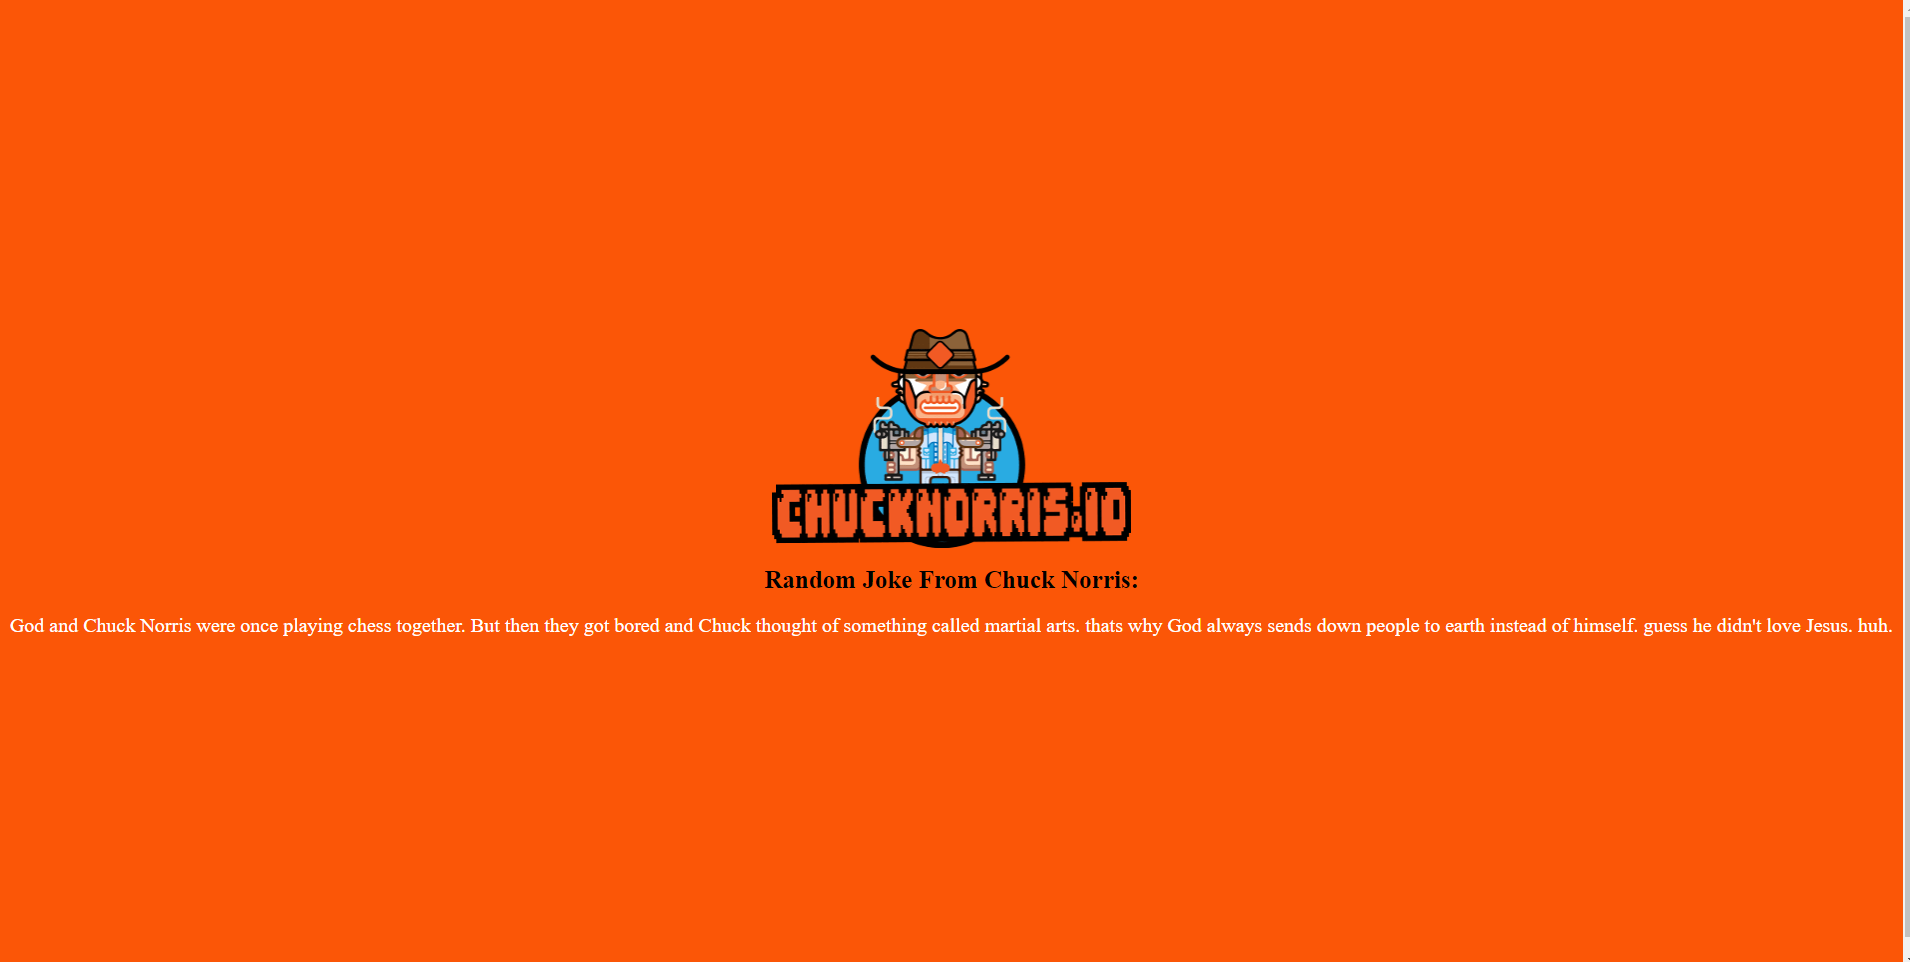 CHUCKNORRIS.IO
Random Joke From Chuck Norris:
God and Chuck Norris were once playing chess together. But then they got bored and Chuck thought of something called martial arts. thats why God always sends down people to earth instead of himself. guess he didn't love Jesus. huh.